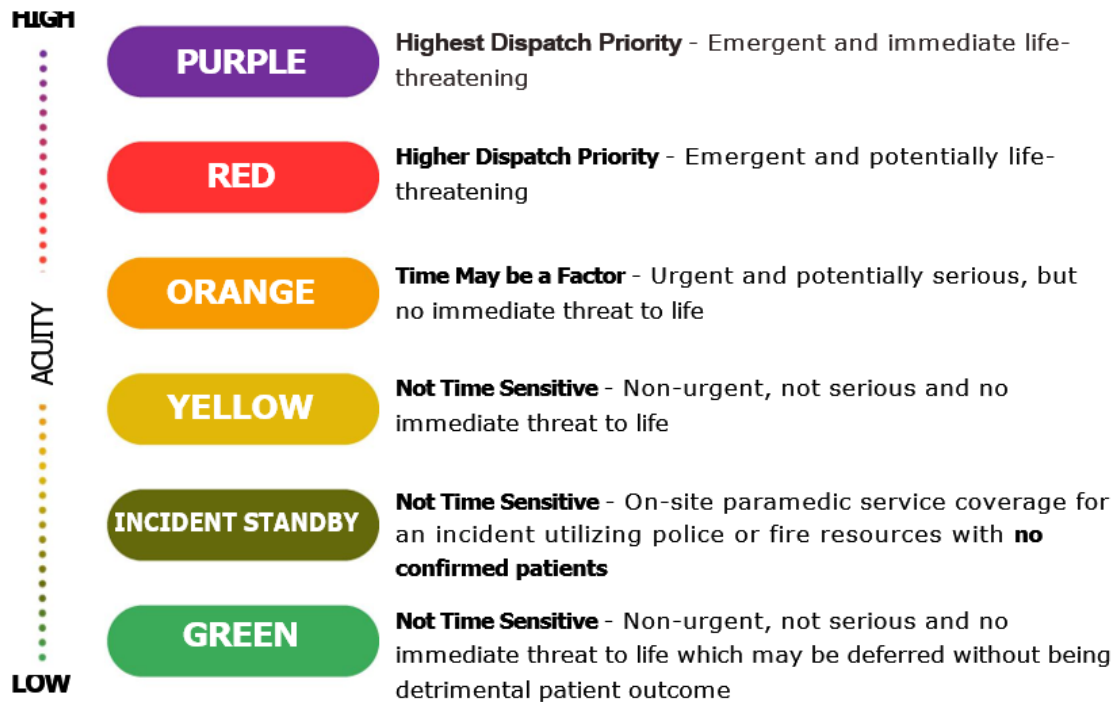 HIGH
PURPLE
Highest Dispatch Priority - Emergent and immediate life-
threatening
RED
Higher Dispatch Priority - Emergent and potentially life-
threatening
ORANGE
Time May be a Factor - Urgent and potentially serious, but
no immediate threat to life
ACUITY
YELLOW
Not Time Sensitive - Non-urgent, not serious and no
immediate threat to life
INCIDENT STANDBY
Not Time Sensitive - On-site paramedic service coverage for
an incident utilizing police or fire resources with no
confirmed patients
GREEN
Not Time Sensitive - Non-urgent, not serious and no
immediate threat to life which may be deferred without being
detrimental patient outcome
LOW